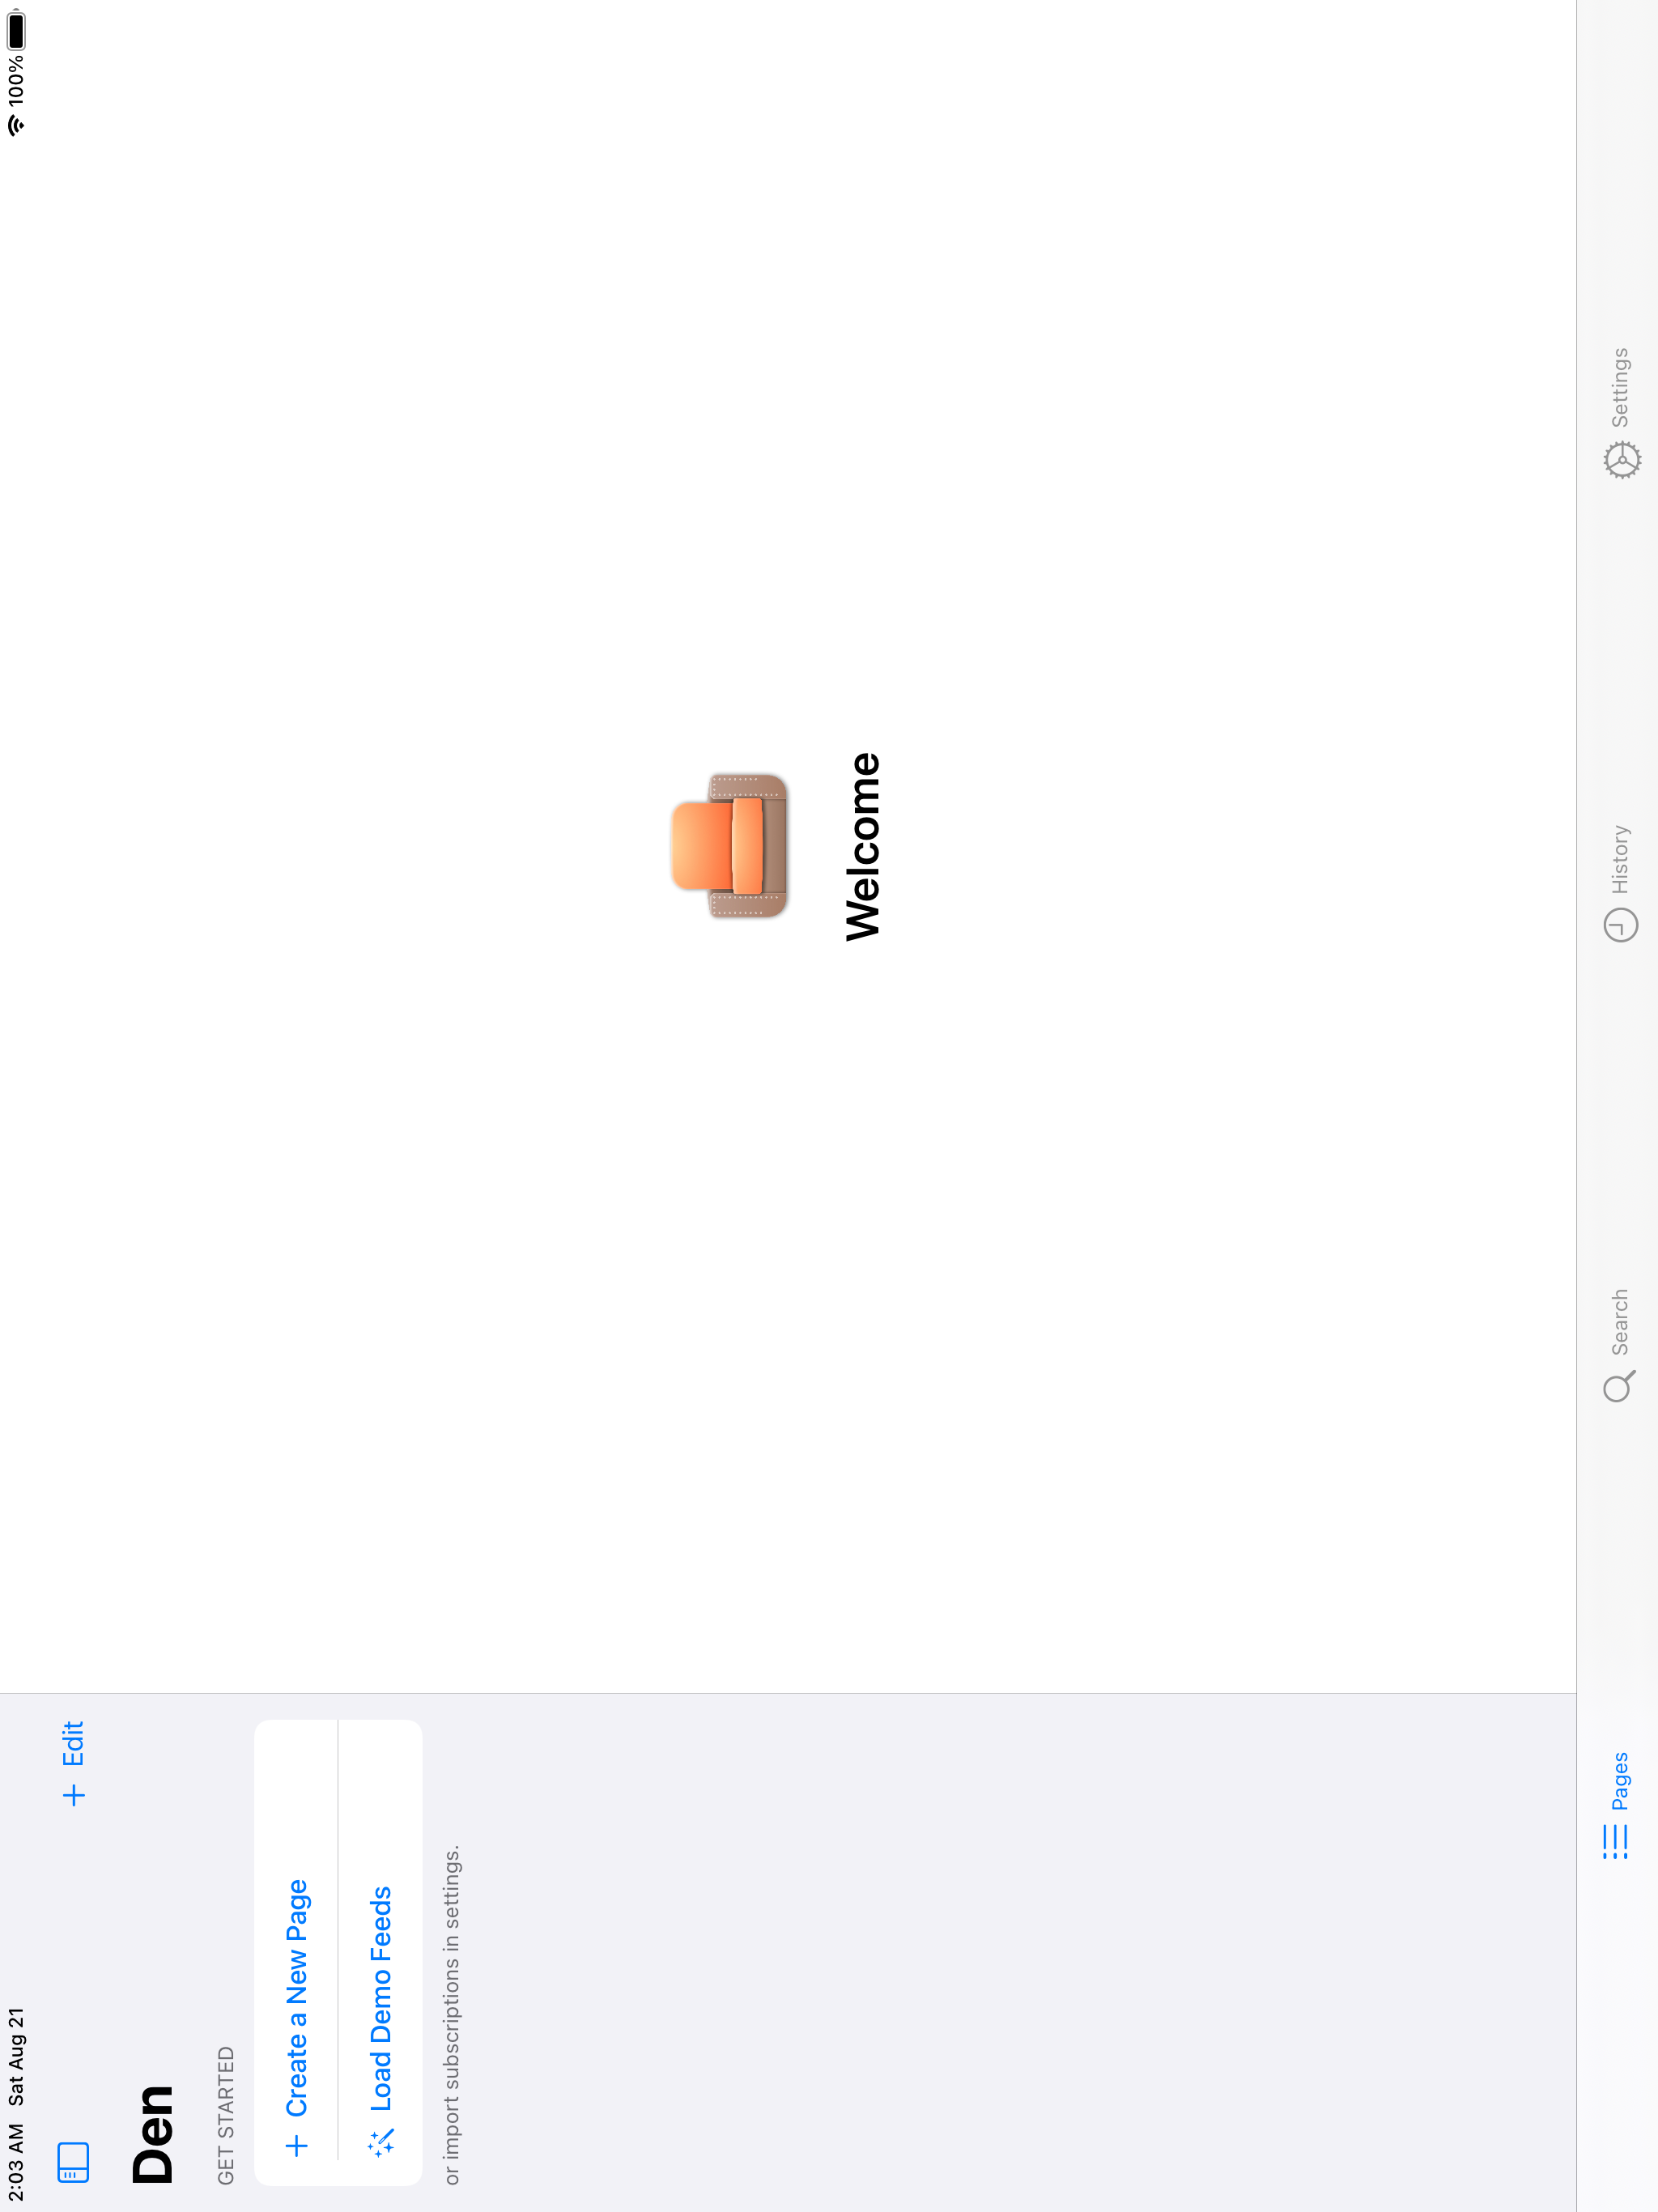 2:03 AM Sat Aug 21
100%
Edit
Den
GET STARTED
Create a New Page
Load Demo Feeds
or import subscriptions in settings.
Welcome
Pages
Search
History
Settings